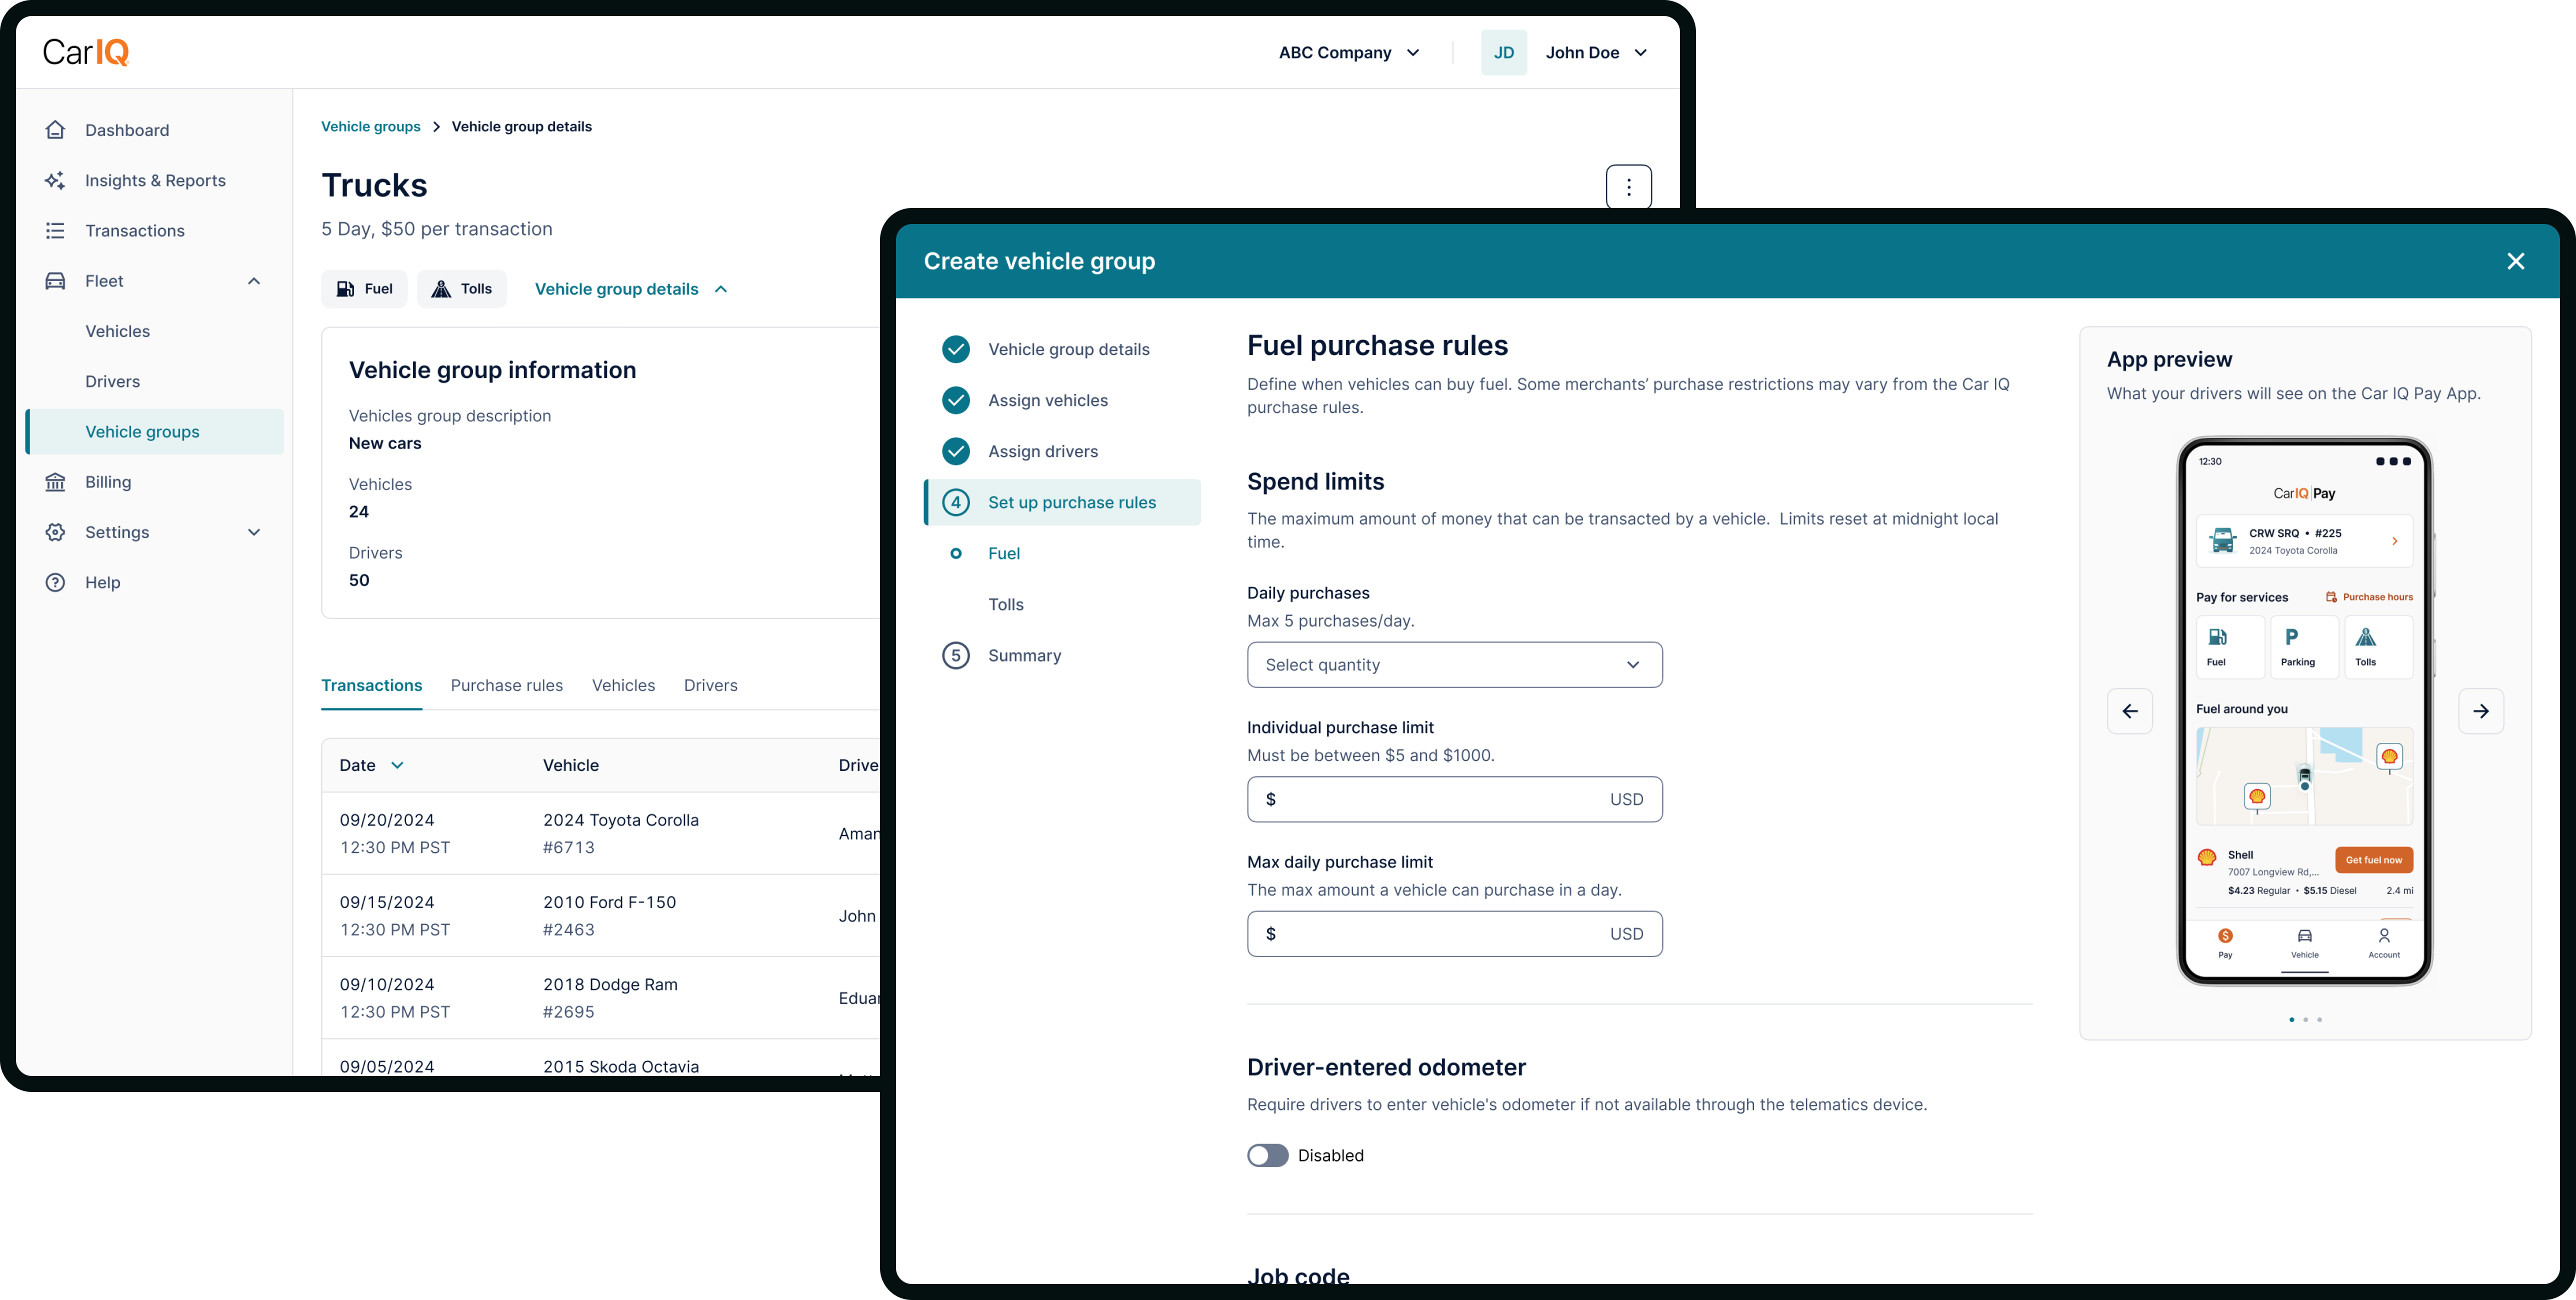 CarIQ
ABC Company
JD
John Doe
Dashboard
Insights & Reports
Transactions
Fleet
Vehicles
Drivers
Vehicle groups
Billing
Settings
Help
Vehicle groups > Vehicle group details
Trucks
5 Day, $50 per transaction
Fuel
Tolls
Vehicle group details
Vehicle group information
Vehicles group description
New cars
Vehicles
24
Drivers
50
Transactions
Purchase rules
Vehicles
Drivers
Date
Vehicle
Drive
09/20/2024
12:30 PM PST
2024 Toyota Corolla
#6713
Aman
09/15/2024
12:30 PM PST
2010 Ford F-150
#2463
John
09/10/2024
12:30 PM PST
2018 Dodge Ram
#2695
Eduar
09/05/2024
2015 Skoda Octavia
Create vehicle group
Vehicle group details
Assign vehicles
Assign drivers
4 Set up purchase rules
Fuel
Tolls
5 Summary
Fuel purchase rules
Define when vehicles can buy fuel. Some merchants’ purchase restrictions may vary from the Car IQ
purchase rules.
Spend limits
The maximum amount of money that can be transacted by a vehicle.  Limits reset at midnight local
time.
Daily purchases
Max 5 purchases/day.
Select quantity
Individual purchase limit
Must be between $5 and $1000.
$ USD
Max daily purchase limit
The max amount a vehicle can purchase in a day.
$ USD
Driver-entered odometer
Require drivers to enter vehicle's odometer if not available through the telematics device.
Disabled
Job code
App preview
What your drivers will see on the Car IQ Pay App.
12:30
CarIQ Pay
CRW SRQ • #225
2024 Toyota Corolla
Pay for services
Purchase hours
Fuel
P
Parking
Tolls
Fuel around you
Shell
7007 Longview Rd,...
Get fuel now
$4.23 Regular • $5.15 Diesel
2.4 mi
$
Pay
Vehicle
Account